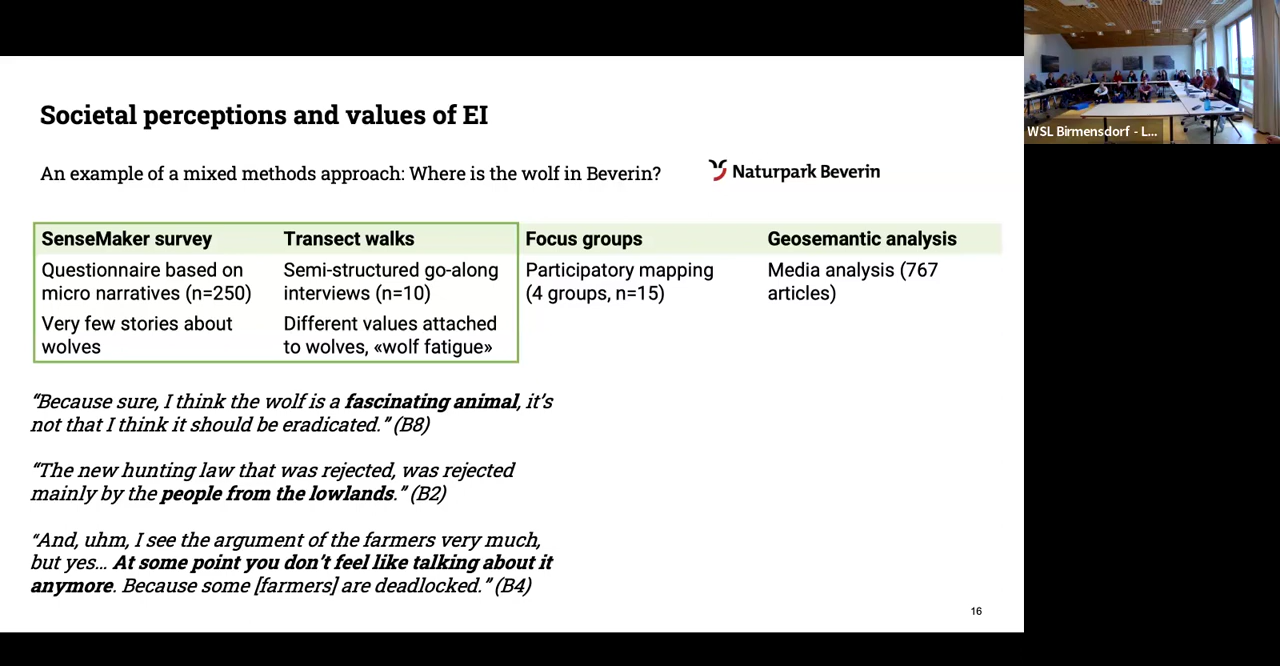 Societal perceptions and values of EI
An example of a mixed methods approach: Where is the wolf in Beverin?
Naturpark Beverin
SenseMaker survey
Questionnaire based on
micro narratives (n=250)
Very few stories about
wolves
Transect walks
Semi-structured go-along
interviews (n=10)
Different values attached
to wolves, «wolf fatigue»
Focus groups
Participatory mapping
(4 groups, n=15)
Geosemantic analysis
Media analysis (767
articles)
“Because sure, I think the wolf is a fascinating animal, it’s
not that I think it should be eradicated.” (B8)
“The new hunting law that was rejected, was rejected
mainly by the people from the lowlands.” (B2)
“And, uhm, I see the argument of the farmers very much,
but yes… At some point you don’t feel like talking about it
anymore. Because some [farmers] are deadlocked.” (B4)
16
WSL Birmensdorf - L...